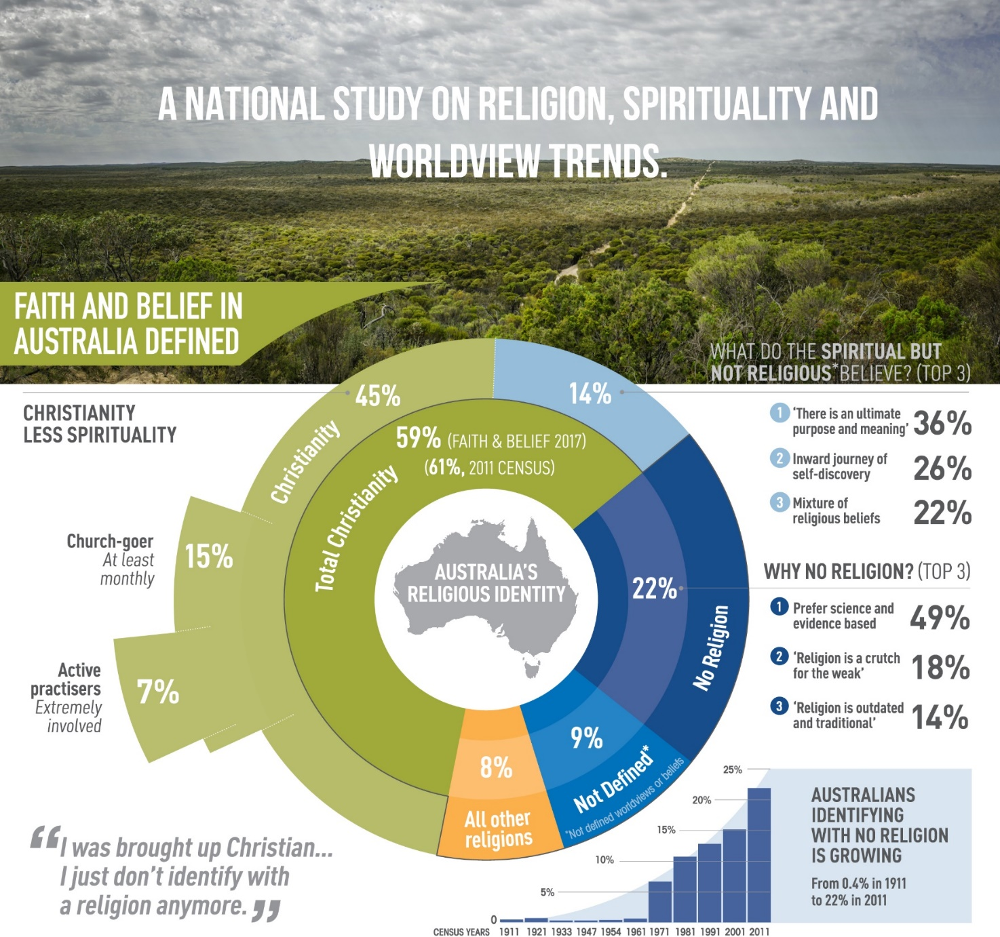 A NATIONAL STUDY ON RELIGION, SPIRITUALITY AND
WORLDVIEW TRENDS.
FAITH AND BELIEF IN
AUSTRALIA DEFINED
WHAT DO THE SPIRITUAL BUT
NOT RELIGIOUS* BELIEVE? (TOP 3)
CHRISTIANITY
LESS SPIRITUALITY
45%
Christianity
14%
59% (FAITH & BELIEF 2017)
(61%, 2011 CENSUS)
Total Christianity
1 'There is an ultimate
purpose and meaning' 36%
2 Inward journey of
self-discovery 26%
3 Mixture of
religious beliefs 22%
Church-goer
At least
monthly
15%
AUSTRALIA'S
RELIGIOUS IDENTITY
22%
No Religion
WHY NO RELIGION? (TOP 3)
1 Prefer science and
evidence based 49%
2 'Religion is a crutch
for the weak' 18%
3 'Religion is outdated
and traditional' 14%
Active
practisers
Extremely
involved
7%
9%
Not Defined*
*Not defined worldviews or beliefs
8%
All other
religions
“I was brought up Christian...
I just don't identify with
a religion anymore.”
25%
20%
15%
10%
5%
0
CENSUS YEARS 1911 1921 1933 1947 1954 1961 1971 1981 1991 2001 2011
AUSTRALIANS
IDENTIFYING
WITH NO RELIGION
IS GROWING
From 0.4% in 1911
to 22% in 2011